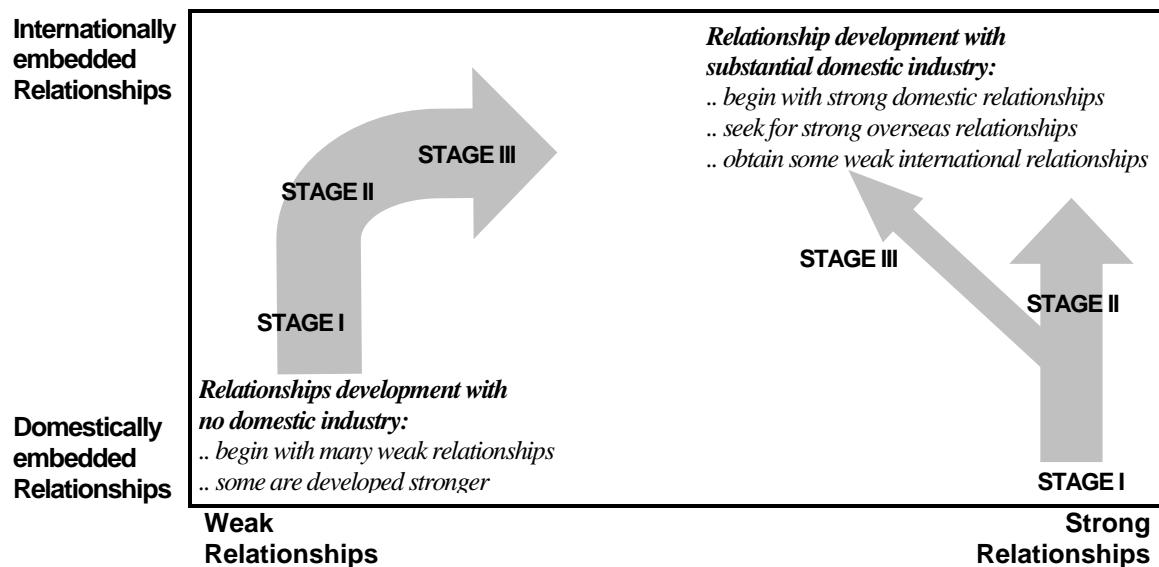 Internationally
embedded
Relationships
Relationship development with
substantial domestic industry:
.. begin with strong domestic relationships
.. seek for strong overseas relationships
.. obtain some weak international relationships
STAGE III
STAGE II
STAGE I
STAGE III
STAGE II
STAGE I
Relationships development with
no domestic industry:
.. begin with many weak relationships
.. some are developed stronger
Domestically
embedded
Relationships
Weak
Relationships
Strong
Relationships